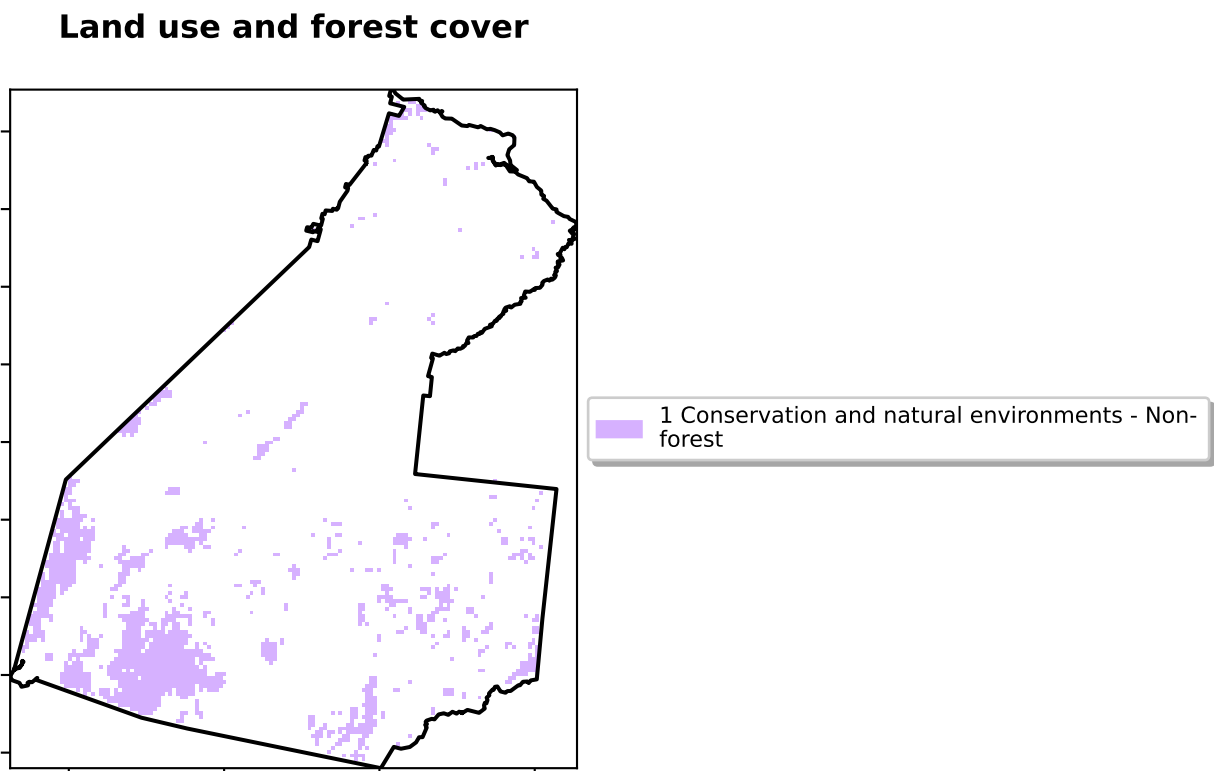 Land use and forest cover
1 Conservation and natural environments - Non-
forest